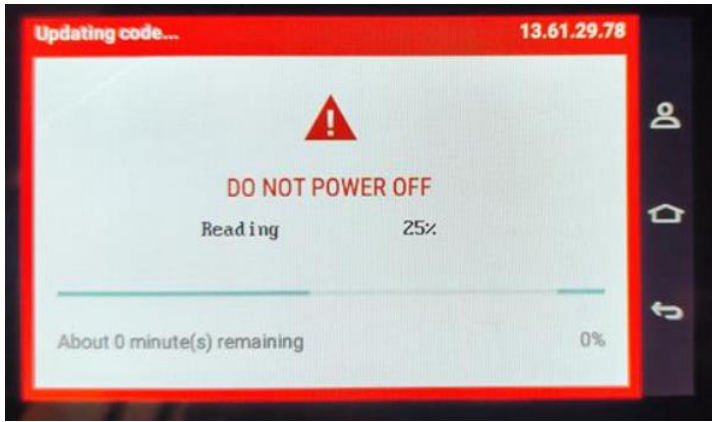 Updating code... 13.61.29.78
DO NOT POWER OFF
Reading 25%
About 0 minute(s) remaining 0%